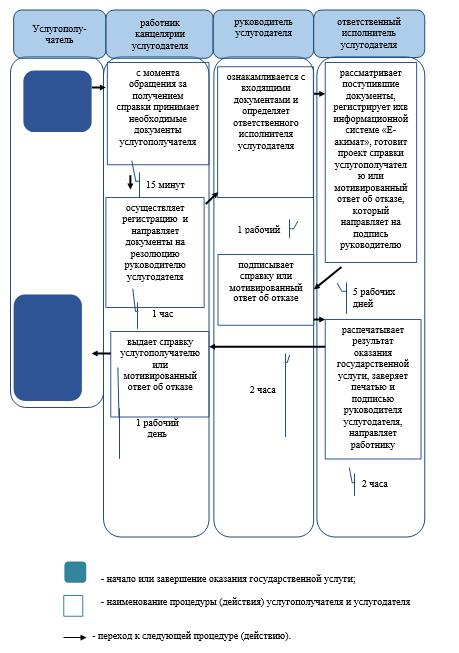 Услугополу-
чатель
работник
канцелярии
услугодателя
руководитель
услугодателя
ответственный
исполнитель
услугодателя
с момента
обращения за
получением
справки принимает
необходимые
документы
услугополучателя
15 минут
осуществляет
регистрацию и
направляет
документы на
резолюцию
руководителю
услугодателя
1 час
выдает справку
услугополучателю
или
мотивированный
ответ об отказе
1 рабочий
день
ознакамливается с
входящими
документами и
определяет
ответственного
исполнителя
услугодателя
1 рабочий
подписывает
справку или
мотивированный
ответ об отказе
2 часа
рассматривает
поступившие
документы,
регистрирует ихв
информационной
системе «Е-
акимат», готовит
проект справки
услугополучател
ю или
мотивированный
ответ об отказе,
который
направляет на
подпись
руководителю
5 рабочих
дней
распечатывает
результат
оказания
государственной
услуги, заверяет
печатью и
подписью
руководителя
услугодателя,
направляет
работнику
2 часа
- начало или завершение оказания государственной услуги;
- наименование процедуры (действия) услугополучателя и услугодателя
- переход к следующей процедуре (действию).